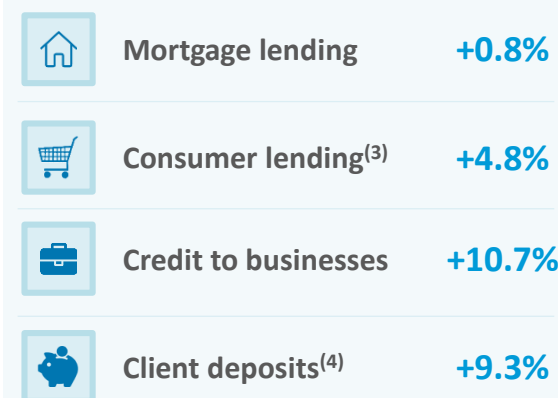 Mortgage lending +0.8%
Consumer lending(3) +4.8%
Credit to businesses +10.7%
Client deposits(4) +9.3%